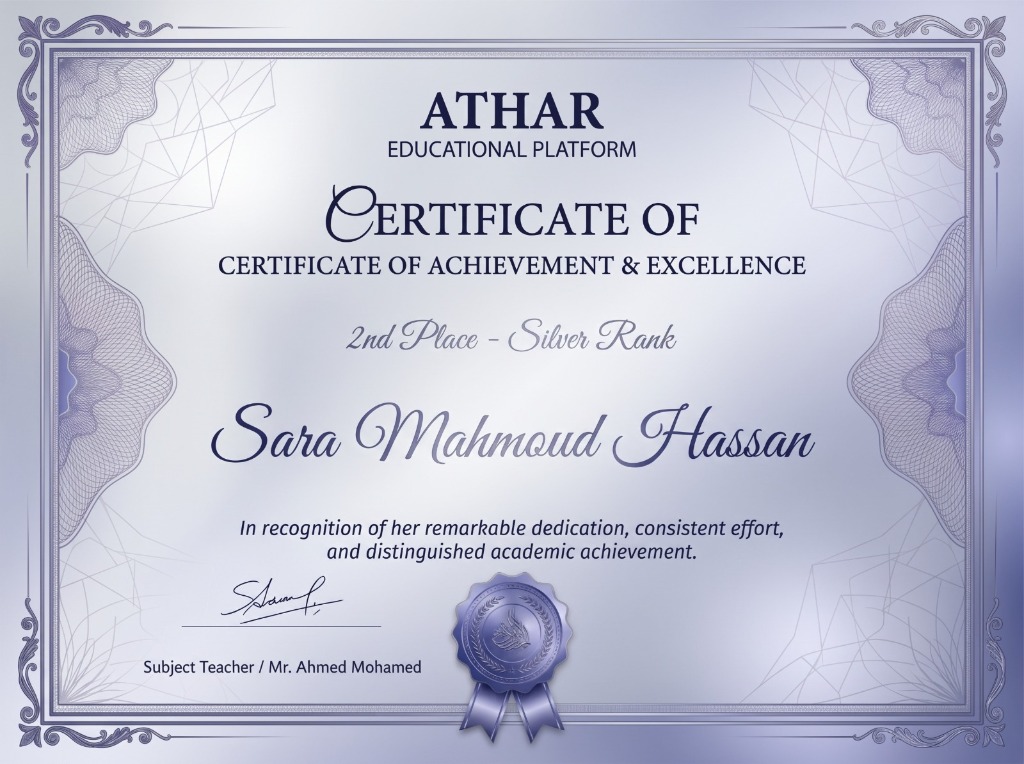 ATHAR
EDUCATIONAL PLATFORM
CERTIFICATE OF
CERTIFICATE OF ACHIEVEMENT & EXCELLENCE
2nd Place - Silver Rank
Sara Mahmoud Hassan
In recognition of her remarkable dedication, consistent effort,
and distinguished academic achievement.
Subject Teacher / Mr. Ahmed Mohamed